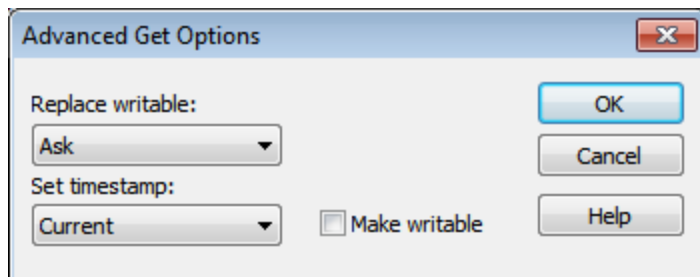 Advanced Get Options
Replace writable:
OK
Ask
Cancel
Set timestamp:
Current
Make writable
Help